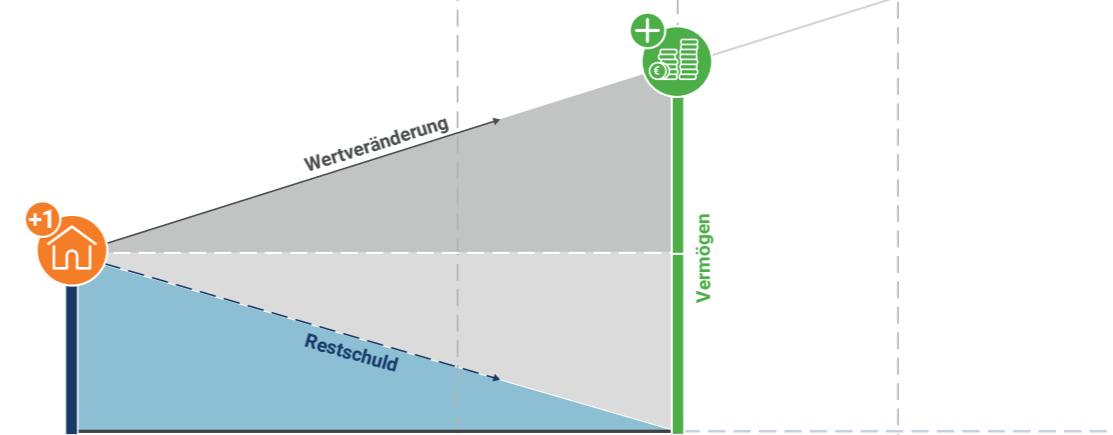 +
€
Wertveränderung
+1
Vermögen
Restschuld